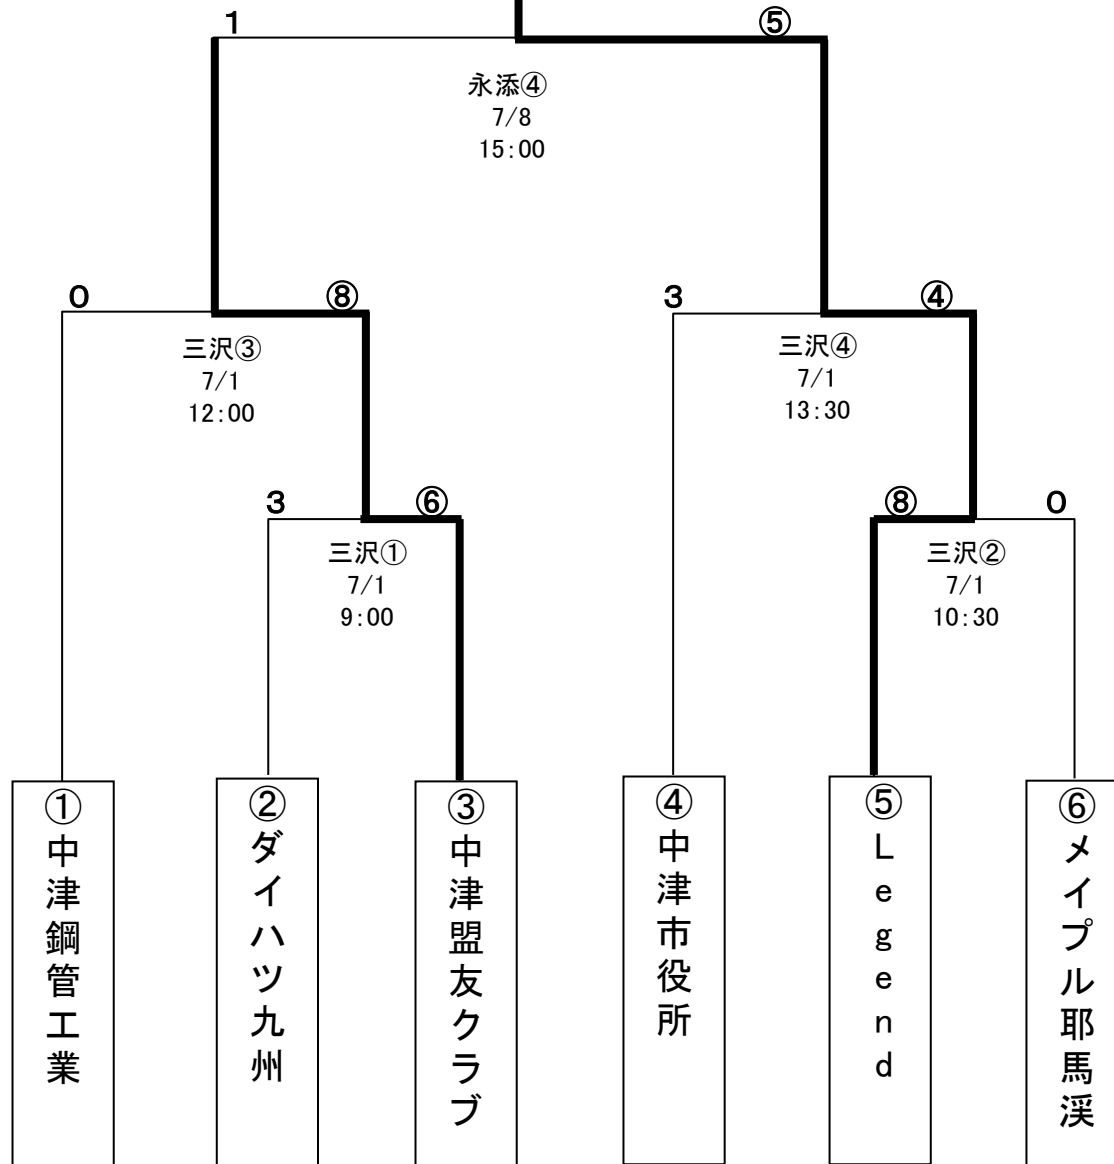 1
⑤
永添④
7/8
15:00
0
⑧
3
④
三沢③
7/1
12:00
三沢④
7/1
13:30
3
⑥
⑧
0
三沢①
7/1
9:00
三沢②
7/1
10:30
①中津鋼管工業
②ダイハツ九州
③中津盟友クラブ
④中津市役所
⑤Legend
⑥メイプル耶馬渓